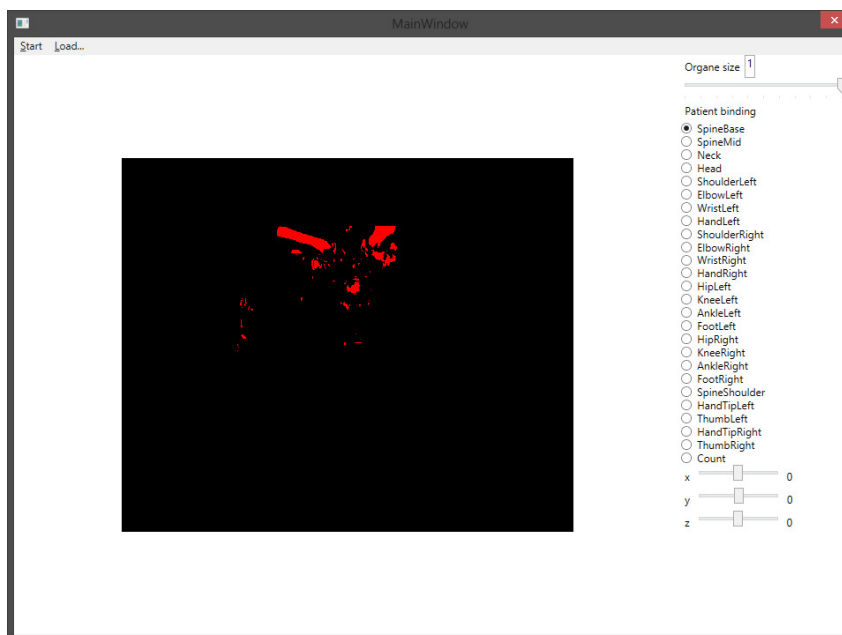 MainWindow
Start Load...
Organe size 1
Patient binding
SpineBase
SpineMid
Neck
Head
ShoulderLeft
ElbowLeft
WristLeft
HandLeft
ShoulderRight
ElbowRight
WristRight
HandRight
HipLeft
KneeLeft
AnkleLeft
FootLeft
HipRight
KneeRight
AnkleRight
FootRight
SpineShoulder
HandTipLeft
ThumbLeft
HandTipRight
ThumbRight
Count
x 0
y 0
z 0